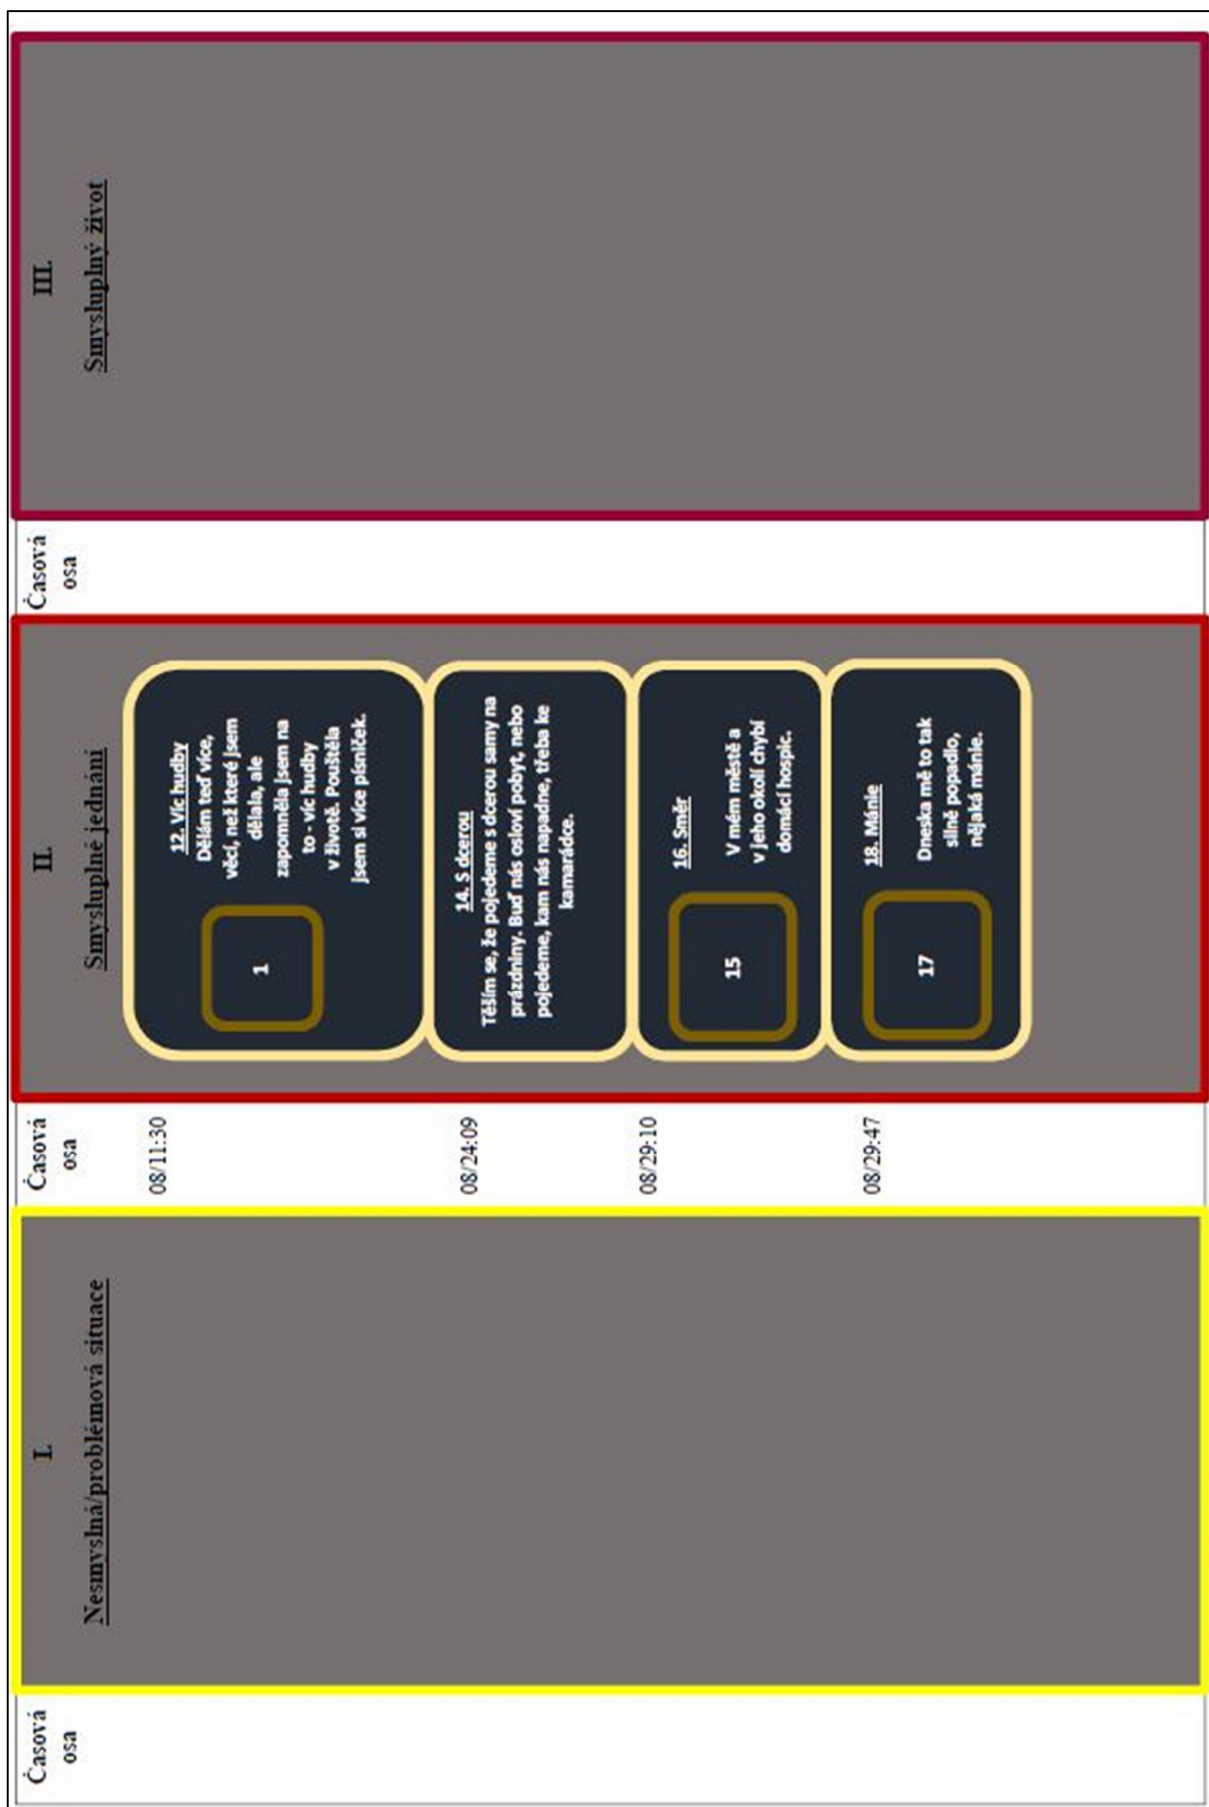 Časová
osa
I.
Nesmyslná/problémová situace
Časová
osa
08/11:30
08/24:09
08/29:10
08/29:47
II.
Smysluplné jednání
1
12. Víc hudby
Dělám teď více,
věcí, než které jsem
dělala, ale
zapomněla jsem na
to - víc hudby
v životě. Pouštěla
jsem si více písniček.
14. S dcerou
Těším se, že pojedeme s dcerou samy na
prázdniny. Buď nás osloví pobyt, nebo
pojedeme, kam nás napadne, třeba ke
kamarádce.
15
16. Směr
V mém městě a
v jeho okolí chybí
domácí hospic.
17
18. Mánie
Dneska mě to tak
silně popadlo,
nějaká mánie.
Časová
osa
III.
Smysluplný život